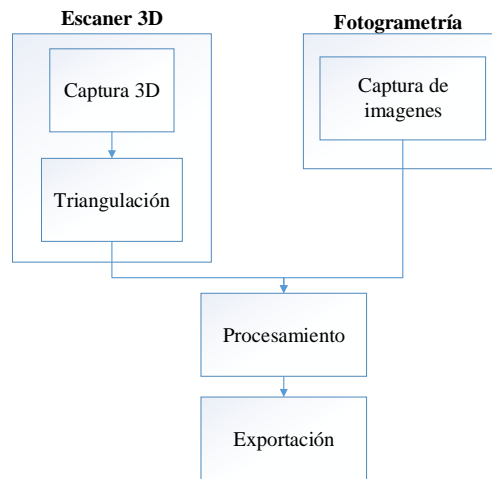 Escaner 3D
Fotogrametría
Captura 3D
Captura de
imagenes
Triangulación
Procesamiento
Exportación